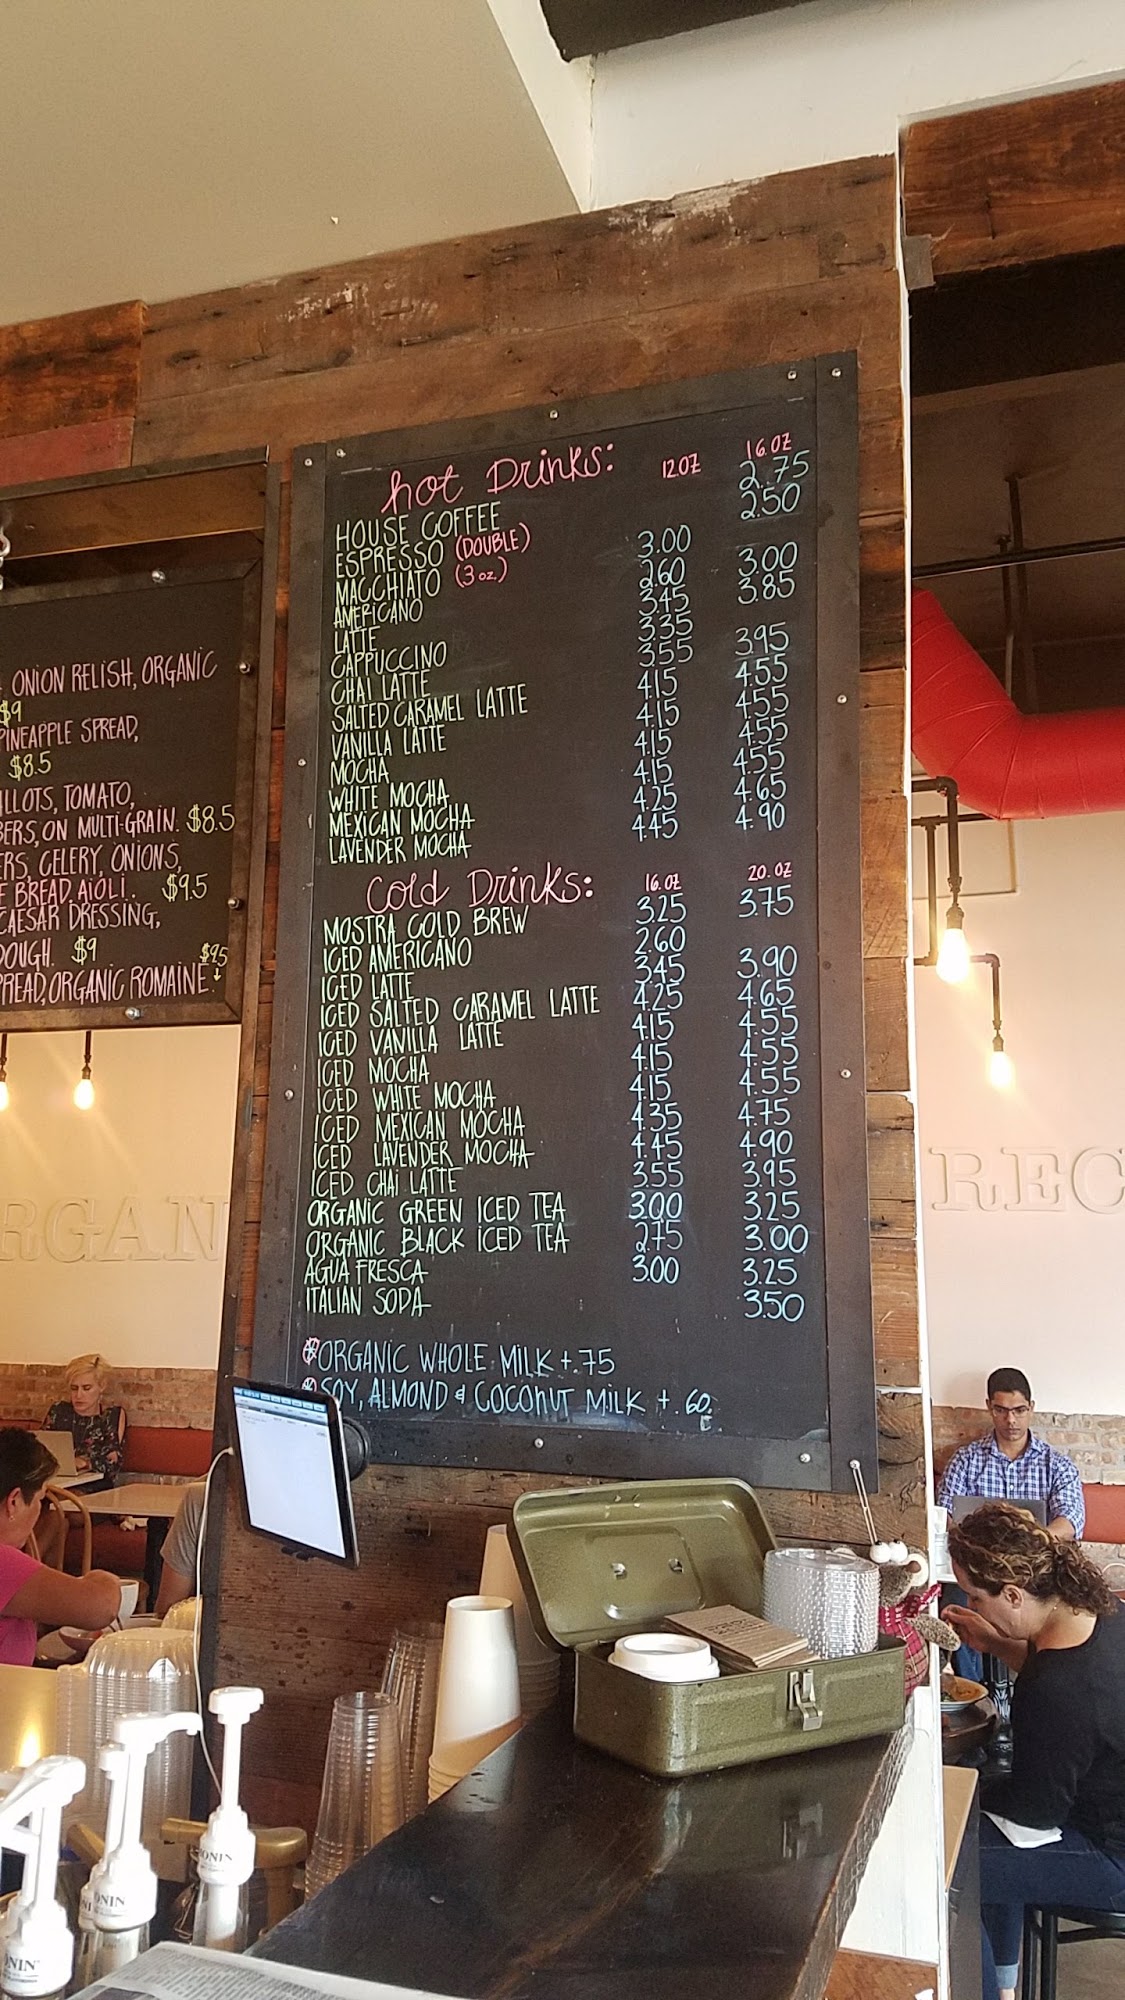 ONION RELISH, ORGANIC
$9
PINEAPPLE SPREAD,
$8.5
TOMATO,
ON MULTI-GRAIN. $8.5
CELERY, ONIONS,
BREAD, AIOLI.. $9.5
CAESAR DRESSING,
$9 $9.5
ORGANIC ROMAINE.
hot Drinks: 12.OZ 16.OZ
HOUSE COFFEE 2.75
ESPRESSO (DOUBLE) 2.50
MACCHIATO (3 oz.) 3.00
AMERICANO 2.60 3.00
LATTE 3.45 3.85
CAPPUCCINO 3.35
CHAI LATTE 3.55 3.95
SALTED CARAMEL LATTE 4.15 4.55
VANILLA LATTE 4.15 4.55
MOCHA 4.15 4.55
WHITE MOCHA 4.15 4.55
MEXICAN MOCHA 4.25 4.65
LAVENDER MOCHA 4.45 4.90
Cold Drinks: 16.OZ 20.OZ
MOSTRA COLD BREW 3.25 3.75
ICED AMERICANO 2.60
ICED LATTE 3.45 3.90
ICED SALTED CARAMEL LATTE 4.25 4.65
ICED VANILLA LATTE 4.15 4.55
ICED MOCHA 4.15 4.55
ICED WHITE MOCHA 4.15 4.55
ICED MEXICAN MOCHA 4.35 4.75
ICED LAVENDER MOCHA 4.45 4.90
ICED CHAI LATTE 3.55 3.95
ORGANIC GREEN ICED TEA 3.00 3.25
ORGANIC BLACK ICED TEA 2.75 3.00
AGUA FRESCA 3.00 3.25
ITALIAN SODA 3.50
*ORGANIC WHOLE MILK +.75
*SOY, ALMOND & COCONUT MILK +.60
RGAN
REC
ONIN
ONIN
NIN